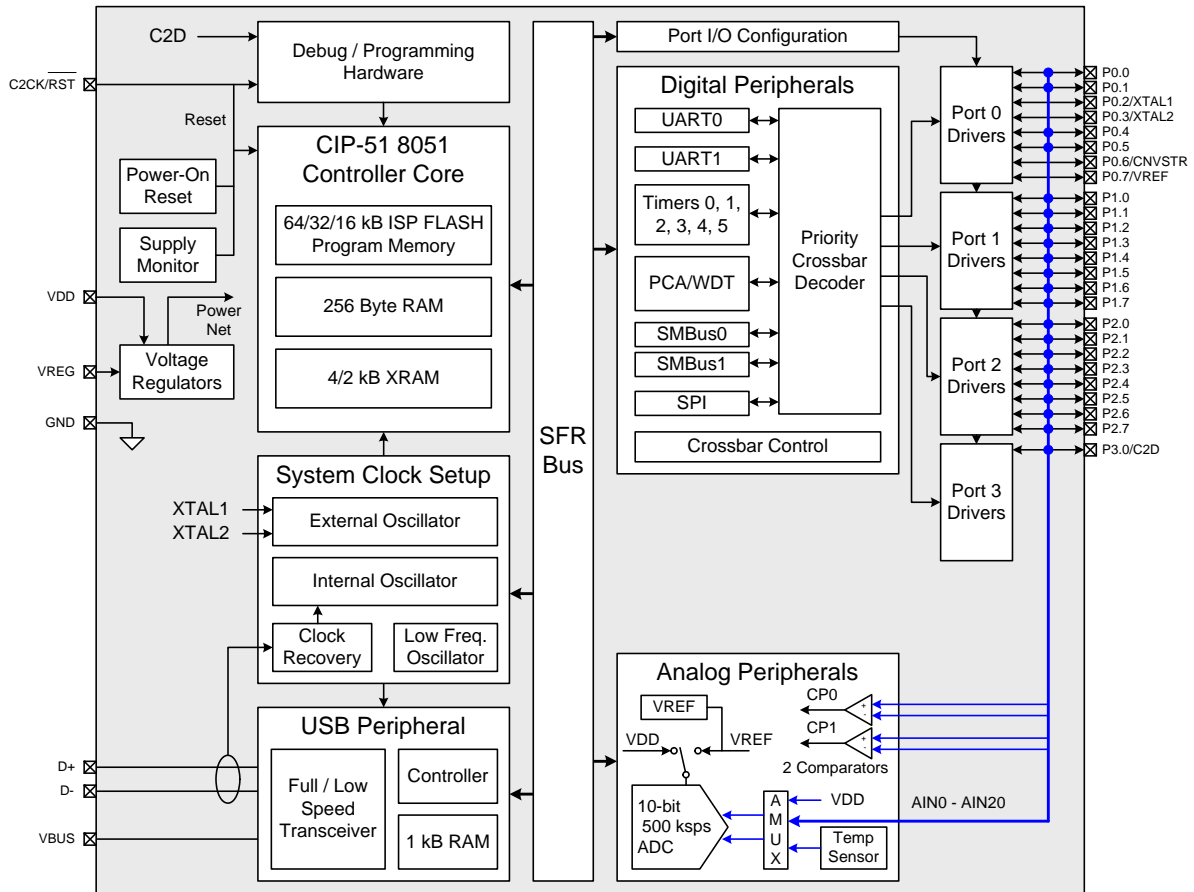 C2D
C2CK/RST
Debug / Programming
Hardware
Reset
Power-On
Reset
Supply
Monitor
VDD
Power
Net
VREG
Voltage
Regulators
GND
CIP-51 8051
Controller Core
64/32/16 kB ISP FLASH
Program Memory
256 Byte RAM
4/2 kB XRAM
System Clock Setup
XTAL1
XTAL2
External Oscillator
Internal Oscillator
Clock
Recovery
Low Freq.
Oscillator
USB Peripheral
D+
D-
VBUS
Full / Low
Speed
Transceiver
Controller
1 kB RAM
SFR
Bus
Port I/O Configuration
Digital Peripherals
UART0
UART1
Timers 0, 1,
2, 3, 4, 5
PCA/WDT
SMBus0
SMBus1
SPI
Priority
Crossbar
Decoder
Crossbar Control
Port 0
Drivers
Port 1
Drivers
Port 2
Drivers
Port 3
Drivers
P0.0
P0.1
P0.2/XTAL1
P0.3/XTAL2
P0.4
P0.5
P0.6/CNVSTR
P0.7/VREF
P1.0
P1.1
P1.2
P1.3
P1.4
P1.5
P1.6
P1.7
P2.0
P2.1
P2.2
P2.3
P2.4
P2.5
P2.6
P2.7
P3.0/C2D
Analog Peripherals
VREF
VDD
VREF
CP0
+
-
CP1
+
-
2 Comparators
10-bit
500 ksps
ADC
A
M
U
X
VDD
AIN0 - AIN20
Temp
Sensor